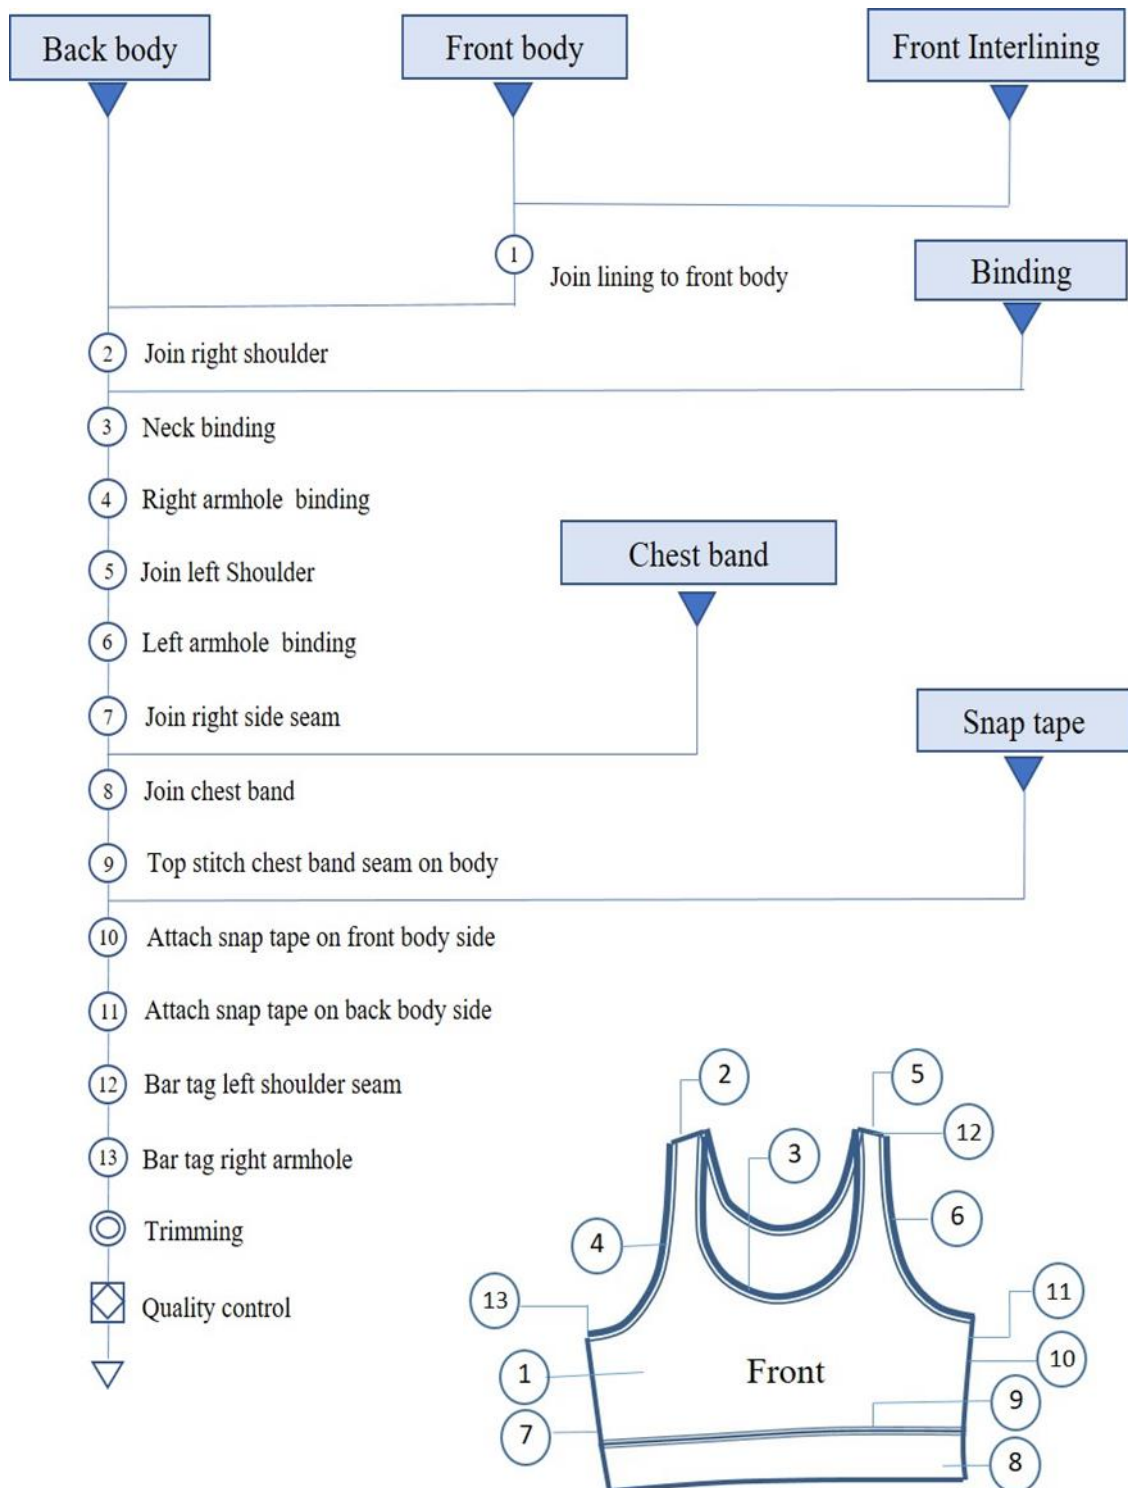 Back body
Front body
Front Interlining
1
Join lining to front body
Binding
2 Join right shoulder
3 Neck binding
4 Right armhole binding
Chest band
5 Join left Shoulder
6 Left armhole binding
7 Join right side seam
Snap tape
8 Join chest band
9 Top stitch chest band seam on body
10 Attach snap tape on front body side
11 Attach snap tape on back body side
12 Bar tag left shoulder seam
13 Bar tag right armhole
Trimming
Quality control
2
5
12
3
6
4
13
11
10
1
Front
9
7
8